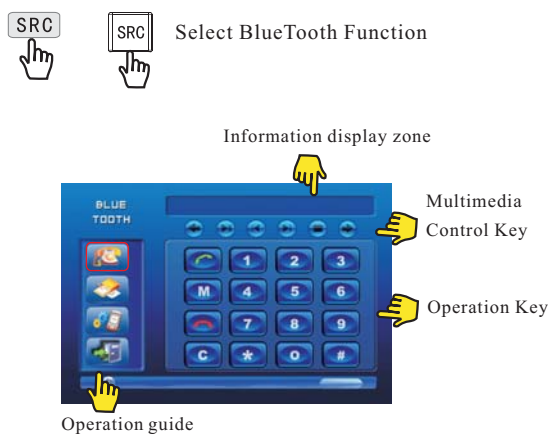 SRC SRC Select BlueTooth Function
Information display zone
BLUE
TOOTH
Multimedia
Control Key
1 2 3
M 4 5 6
Operation Key
7 8 9
C * 0 #
Operation guide